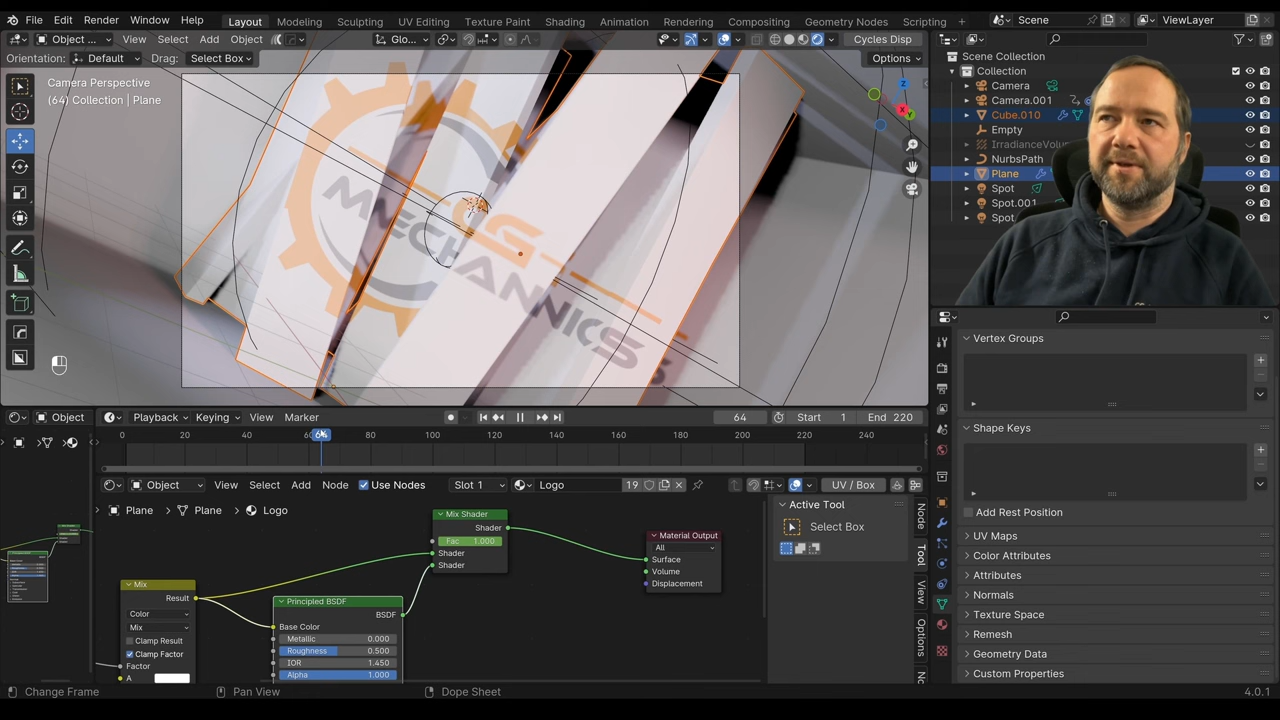 File Edit Render Window Help Layout Modeling Sculpting UV Editing Texture Paint Shading Animation Rendering Compositing Geometry Nodes Scripting + Scene ViewLayer
Object ... View Select Add Object Glo... Cycles Disp
Orientation: Default Drag: Select Box Options
Camera Perspective
(64) Collection | Plane
CG
MECHANNICS
Scene Collection
Collection
Camera
Camera.001
Cube.010
Empty
IrradianceVolu
NurbsPath
Plane
Spot
Spot.001
Spot
Vertex Groups
Shape Keys
Add Rest Position
UV Maps
Color Attributes
Attributes
Normals
Texture Space
Remesh
Geometry Data
Custom Properties
Object Playback Keying View Marker 64 Start 1 End 220
0 20 40 64 80 100 120 140 160 180 200 220 240
Object View Select Add Node Use Nodes Slot 1 Logo 19 UV / Box
Plane Plane Logo
Mix Shader
Shader
Fac 1.000
Shader
Shader
Material Output
All
Surface
Volume
Displacement
Mix
Result
Color
Mix
Clamp Result
Clamp Factor
Factor
A
Principled BSDF
BSDF
Base Color
Metallic 0.000
Roughness 0.500
IOR 1.450
Alpha 1.000
Active Tool
Select Box
Node
Tool
View
Options
Change Frame Pan View Dope Sheet 4.0.1